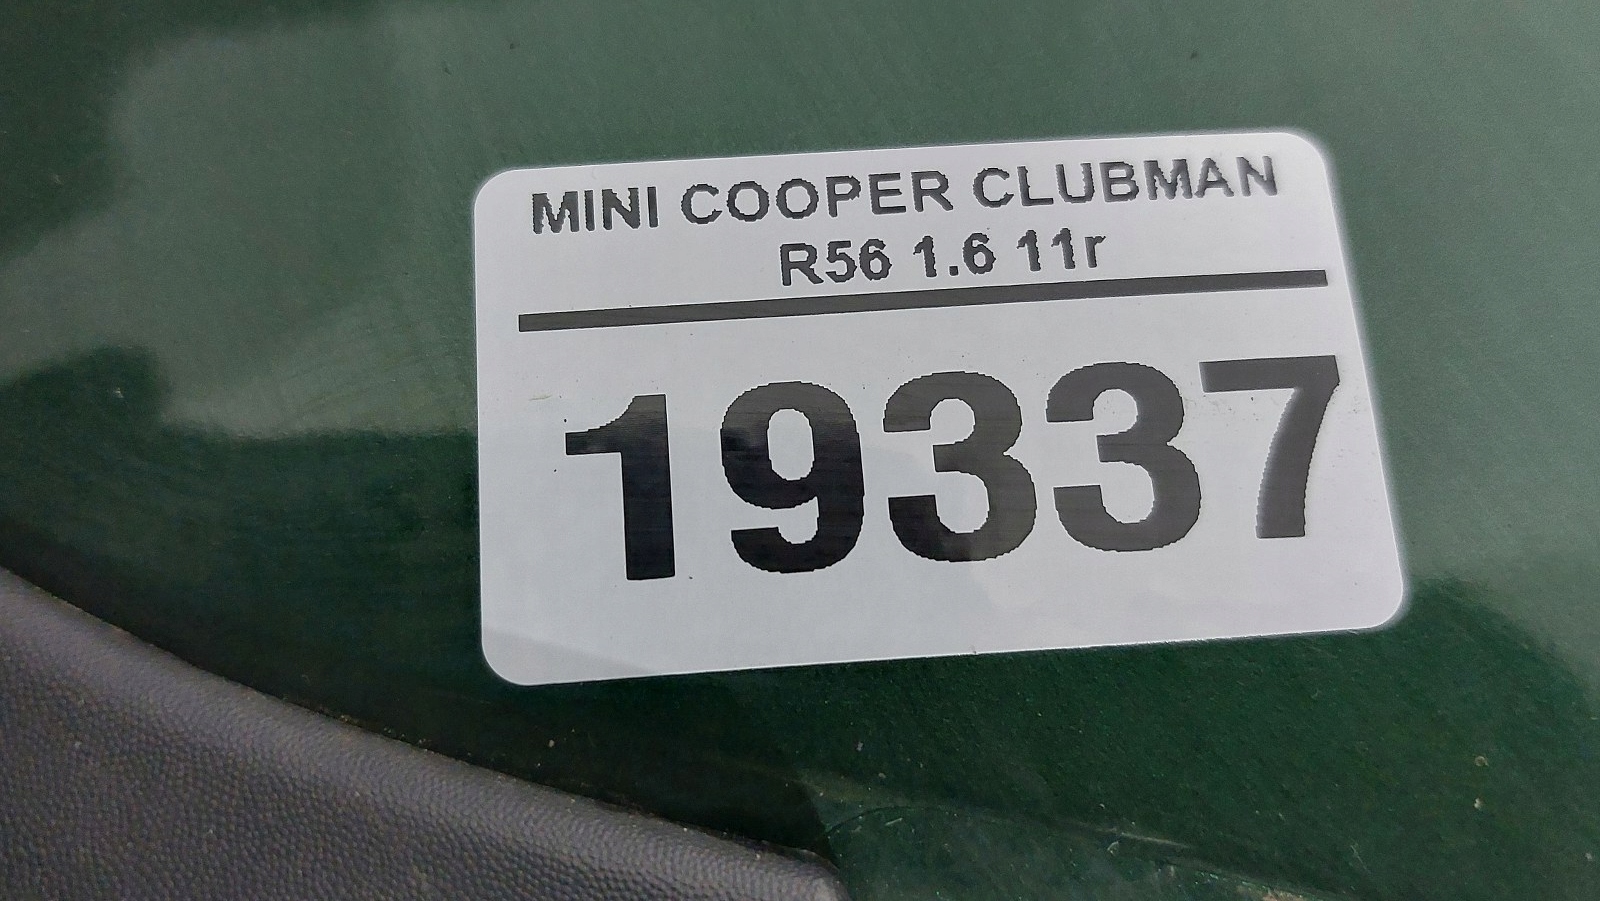 MINI COOPER CLUBMAN
R56 1.6 11r
19337